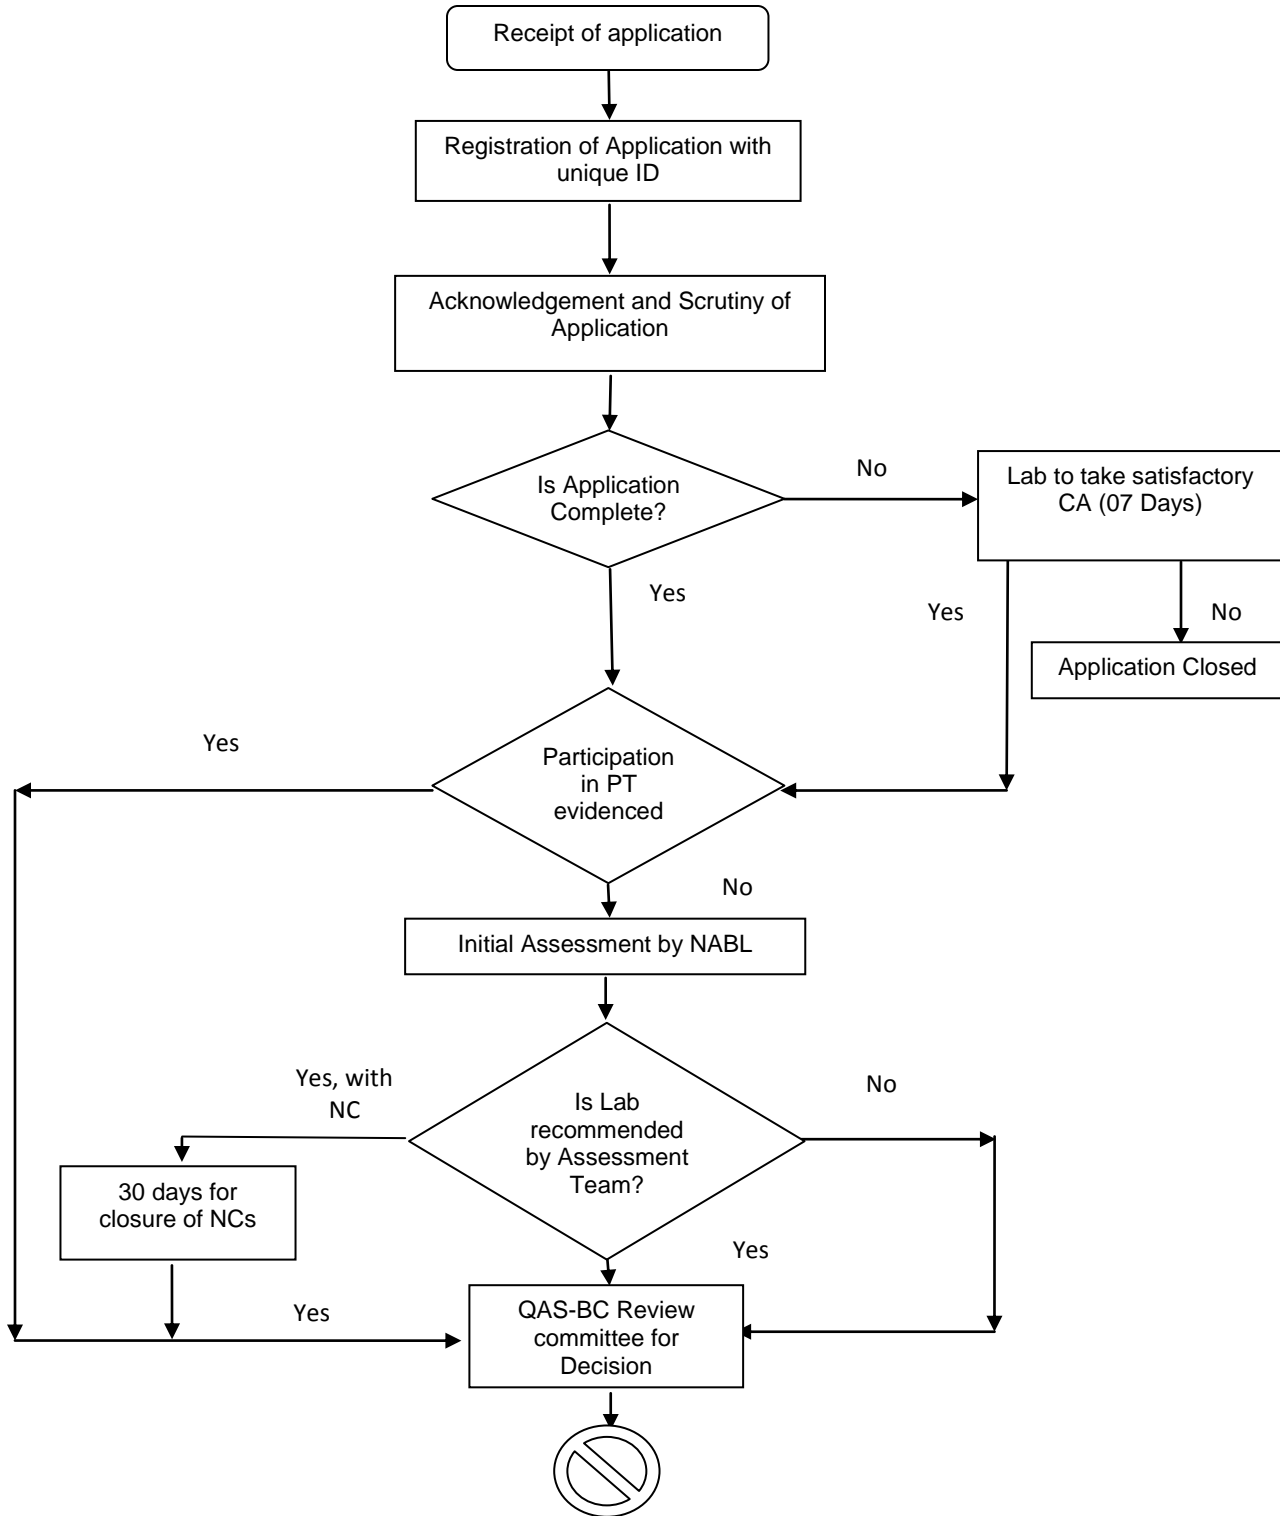 Receipt of application
Registration of Application with
unique ID
Acknowledgement and Scrutiny of
Application
Is Application
Complete?
No
Lab to take satisfactory
CA (07 Days)
Yes
Yes
No
Application Closed
Yes
Participation
in PT
evidenced
No
Initial Assessment by NABL
Yes, with
NC
Is Lab
recommended
by Assessment
Team?
No
30 days for
closure of NCs
Yes
Yes
QAS-BC Review
committee for
Decision